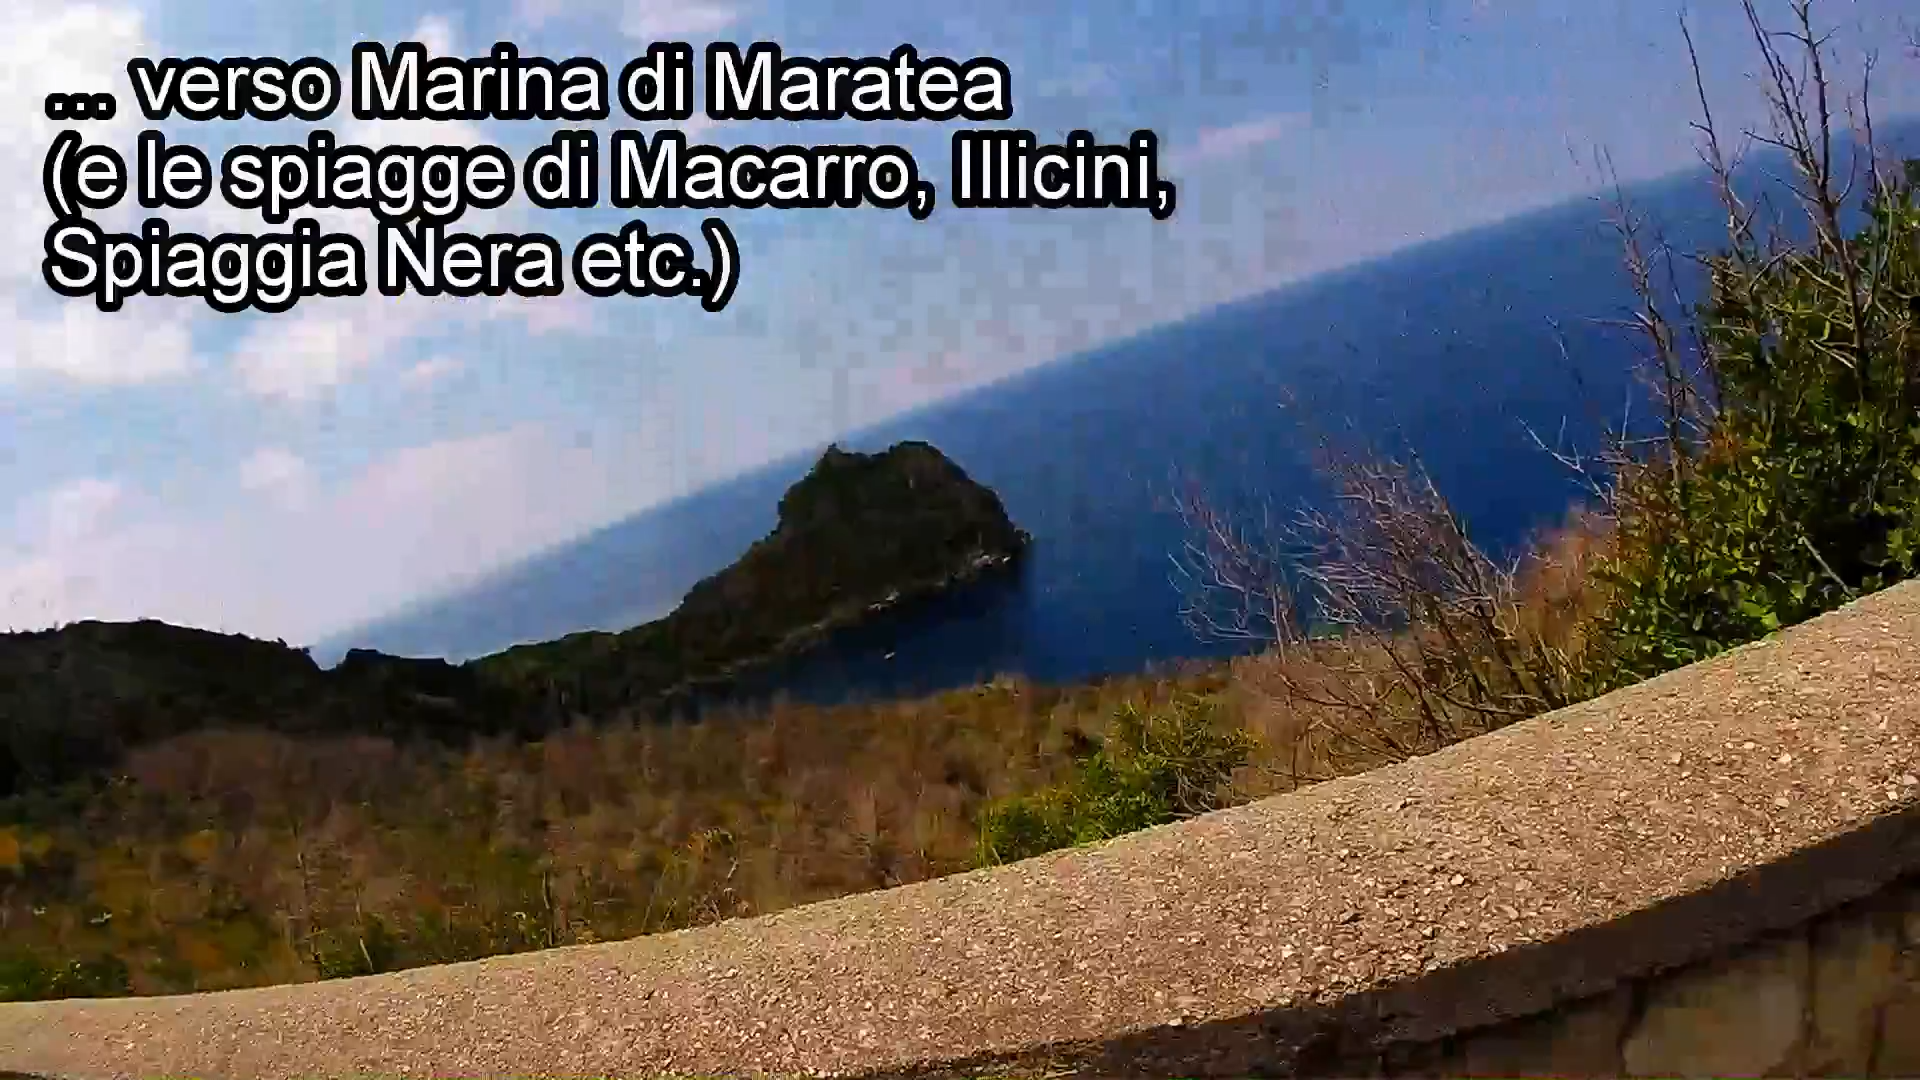 ... verso Marina di Maratea
(e le spiagge di Macarro, Illicini,
Spiaggia Nera etc.)